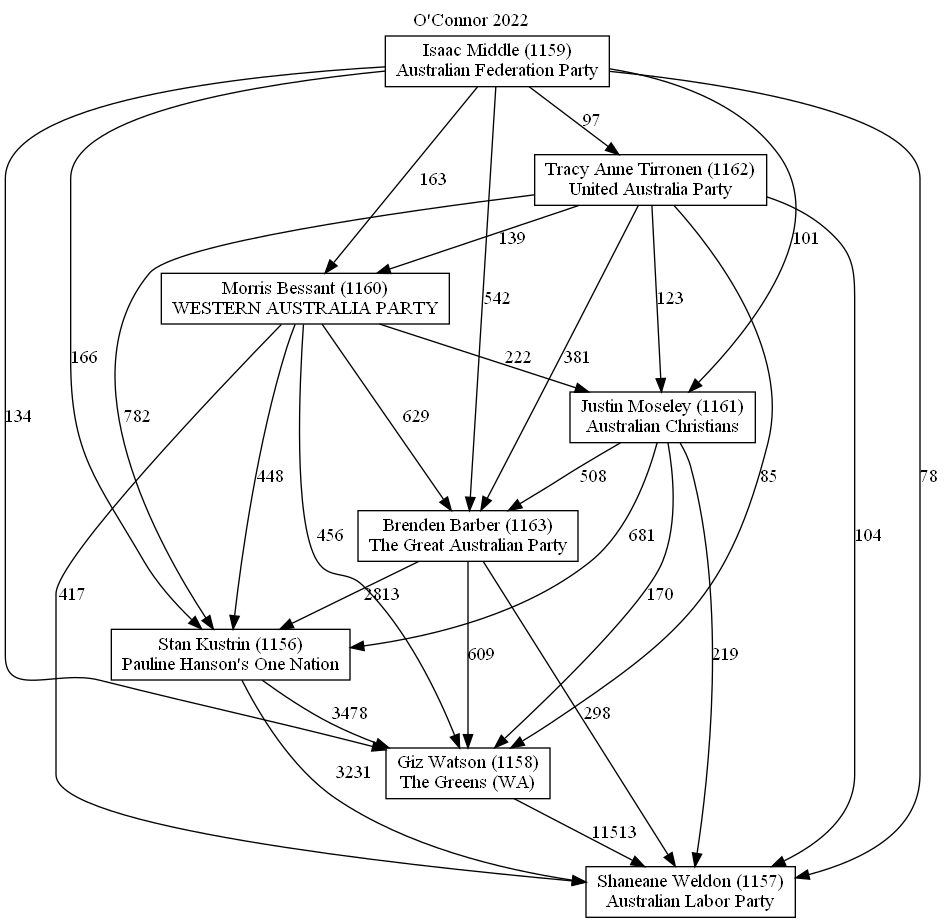 O'Connor 2022
Isaac Middle (1159)
Australian Federation Party
97
Tracy Anne Tirronen (1162)
United Australia Party
163
139
101
Morris Bessant (1160)
WESTERN AUSTRALIA PARTY
542
123
166
222
381
Justin Moseley (1161)
Australian Christians
134
782
629
448
508
85
78
Brenden Barber (1163)
The Great Australian Party
456
681
104
417
2813
170
Stan Kustrin (1156)
Pauline Hanson's One Nation
609
219
3478
298
Giz Watson (1158)
The Greens (WA)
3231
11513
Shaneane Weldon (1157)
Australian Labor Party